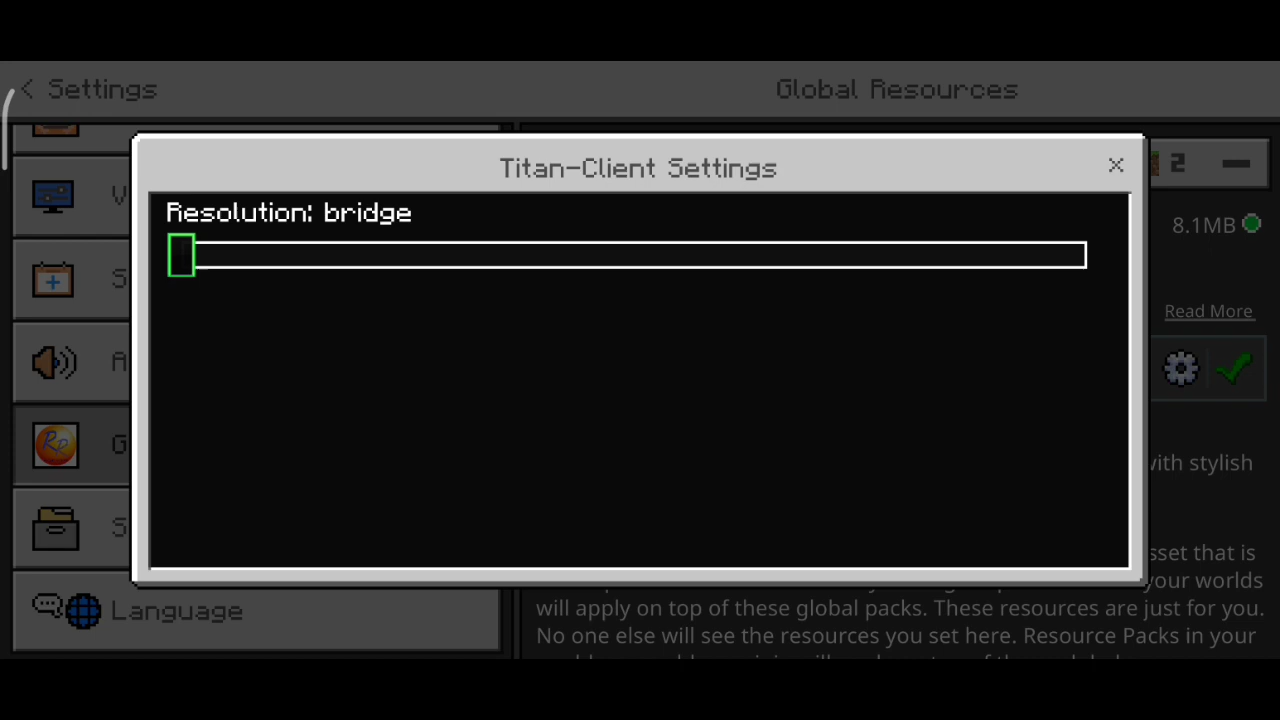 Settings
Global Resources
Titan-Client Settings
Resolution: bridge
2
8.1MB
Read More
with stylish
sset that is
your worlds
will apply on top of these global packs. These resources are just for you.
No one else will see the resources you set here. Resource Packs in your
V
S
A
G
S
Language